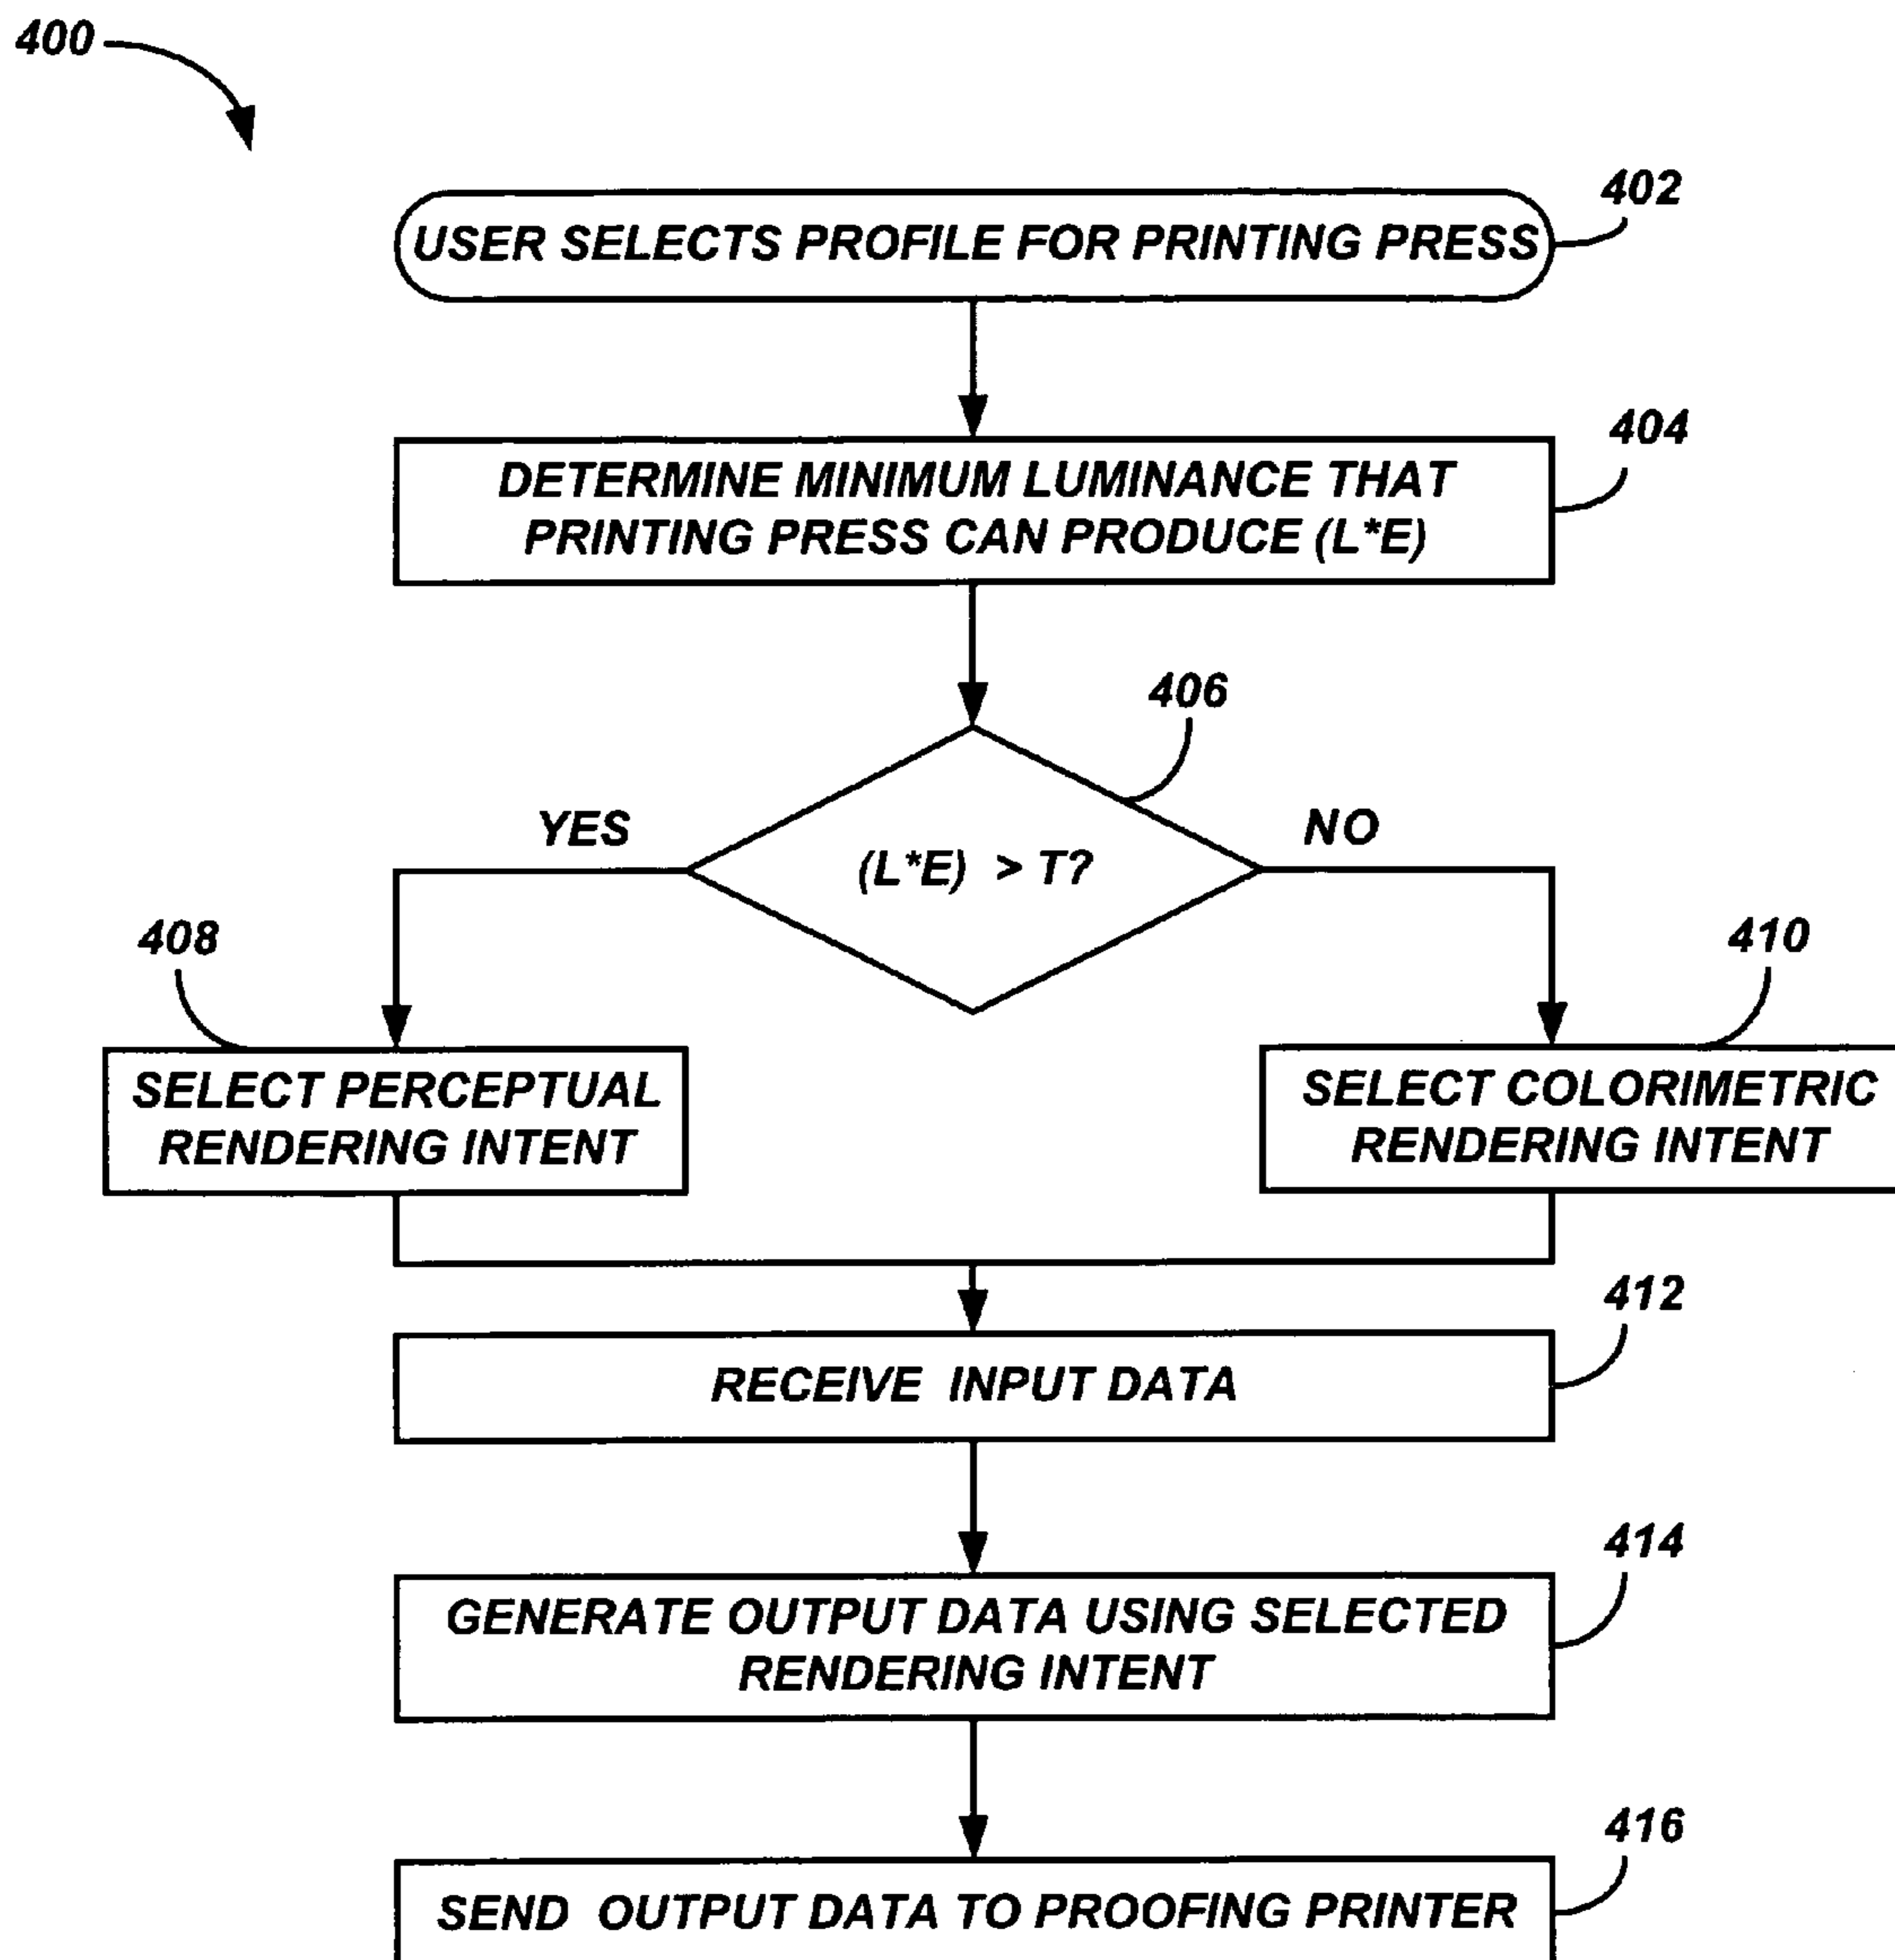 400
402
USER SELECTS PROFILE FOR PRINTING PRESS
404
DETERMINE MINIMUM LUMINANCE THAT
PRINTING PRESS CAN PRODUCE (L*E)
406
YES
NO
(L*E) > T?
408
410
SELECT PERCEPTUAL
RENDERING INTENT
SELECT COLORIMETRIC
RENDERING INTENT
412
RECEIVE INPUT DATA
414
GENERATE OUTPUT DATA USING SELECTED
RENDERING INTENT
416
SEND OUTPUT DATA TO PROOFING PRINTER